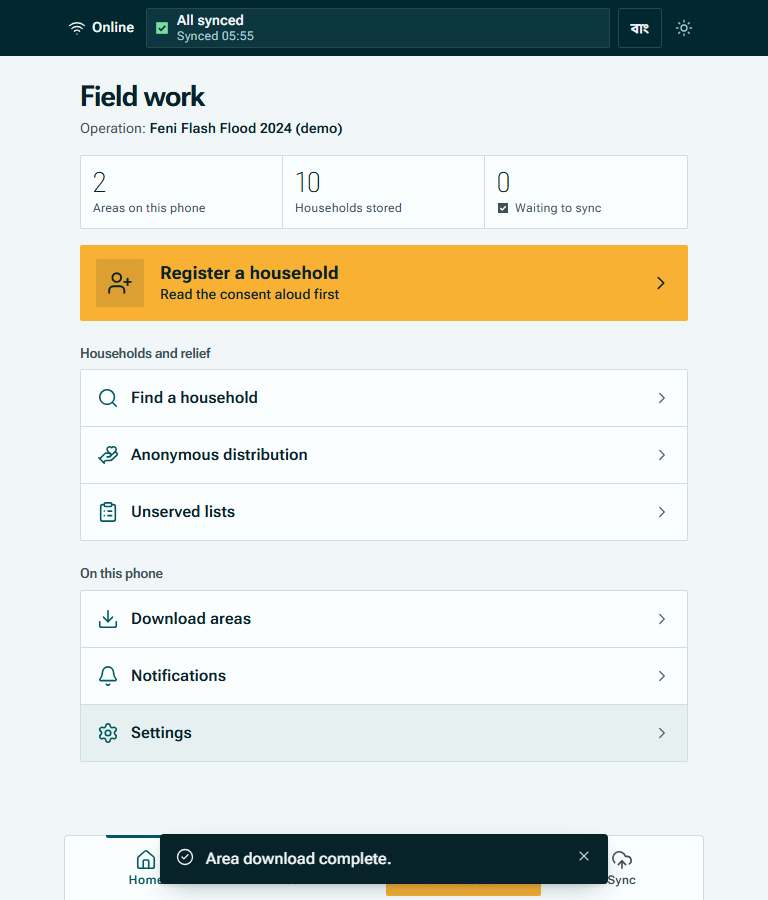 Online
All synced
Synced 05:55
বাং
Field work
Operation: Feni Flash Flood 2024 (demo)
2
Areas on this phone
10
Households stored
0
Waiting to sync
Register a household
Read the consent aloud first
Households and relief
Find a household
Anonymous distribution
Unserved lists
On this phone
Download areas
Notifications
Settings
Area download complete.
Home
Sync